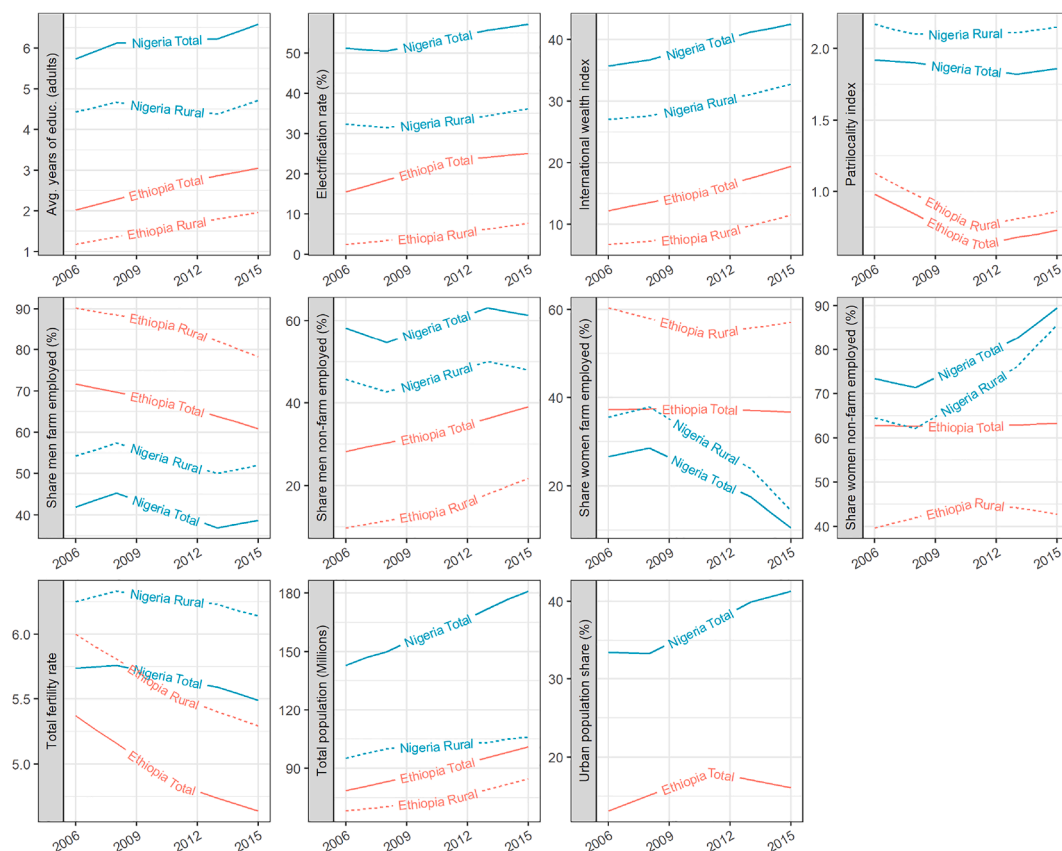 Avg. years of educ. (adults)
6
5
4
3
2
1
Nigeria Total
Nigeria Rural
Ethiopia Total
Ethiopia Rural
2006
2009
2012
2015
Electrification rate (%)
50
40
30
20
10
0
Nigeria Total
Nigeria Rural
Ethiopia Total
Ethiopia Rural
2006
2009
2012
2015
International wealth index
40
30
20
10
Nigeria Total
Nigeria Rural
Ethiopia Total
Ethiopia Rural
2006
2009
2012
2015
Patrilocality index
2.0
1.5
1.0
Nigeria Rural
Nigeria Total
Ethiopia Rural
Ethiopia Total
2006
2009
2012
2015
Share men farm employed (%)
90
80
70
60
50
40
Ethiopia Rural
Ethiopia Total
Nigeria Rural
Nigeria Total
2006
2009
2012
2015
Share men non-farm employed (%)
60
40
20
Nigeria Total
Nigeria Rural
Ethiopia Total
Ethiopia Rural
2006
2009
2012
2015
Share women farm employed (%)
60
40
20
Ethiopia Rural
Ethiopia Total
Nigeria Rural
Nigeria Total
2006
2009
2012
2015
Share women non-farm employed (%)
90
80
70
60
50
40
Nigeria Total
Nigeria Rural
Ethiopia Total
Ethiopia Rural
2006
2009
2012
2015
Total fertility rate
6.0
5.5
5.0
Nigeria Rural
Nigeria Total
Ethiopia Rural
Ethiopia Total
2006
2009
2012
2015
Total population (Millions)
180
150
120
90
Nigeria Total
Nigeria Rural
Ethiopia Total
Ethiopia Rural
2006
2009
2012
2015
Urban population share (%)
40
30
20
Nigeria Total
Ethiopia Total
2006
2009
2012
2015